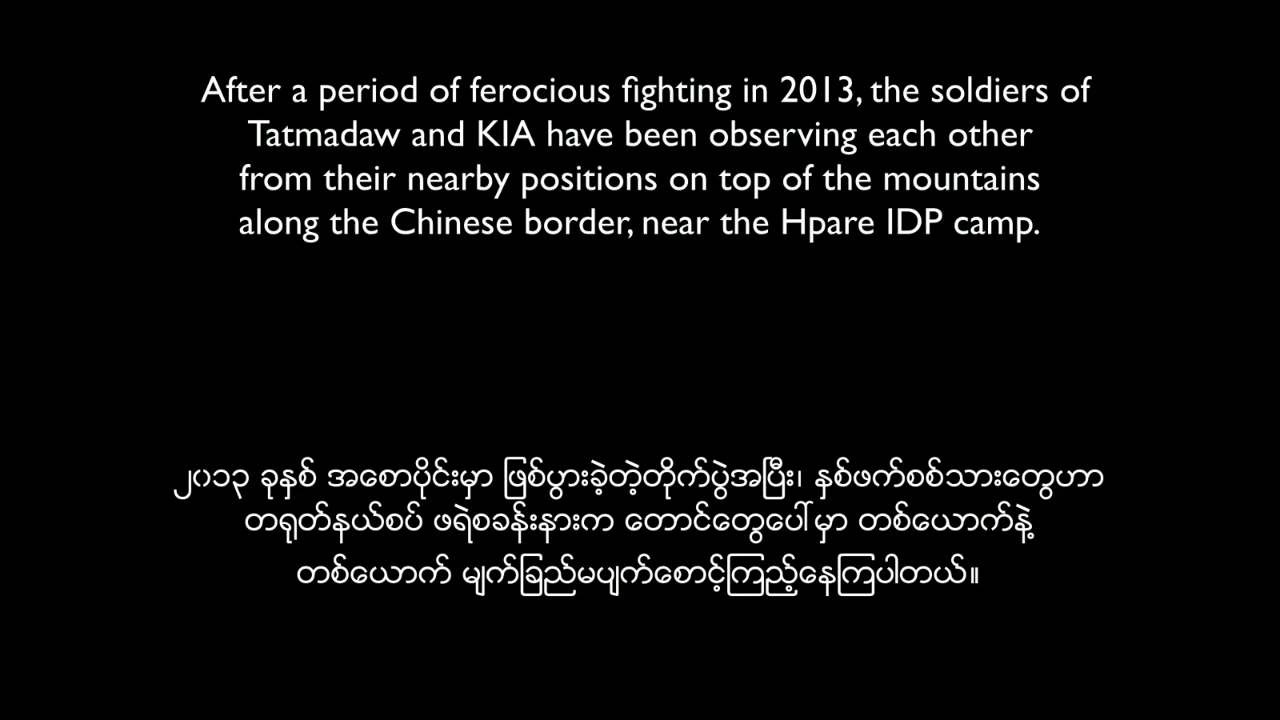 After a period of ferocious fighting in 2013, the soldiers of
Tatmadaw and KIA have been observing each other
from their nearby positions on top of the mountains
along the Chinese border, near the Hpare IDP camp.
၂၀၁၃ ခုနှစ် အစောပိုင်းမှာ ဖြစ်ပွားခဲ့တဲ့တိုက်ပွဲအပြီး၊ နှစ်ဖက်စစ်သားတွေဟာ
တရုတ်နယ်စပ် ဖရဲစခန်းနားက တောင်တွေပေါ်မှာ တစ်ယောက်နဲ့
တစ်ယောက် မျက်ခြည်မပျက်စောင့်ကြည့်နေကြပါတယ်။